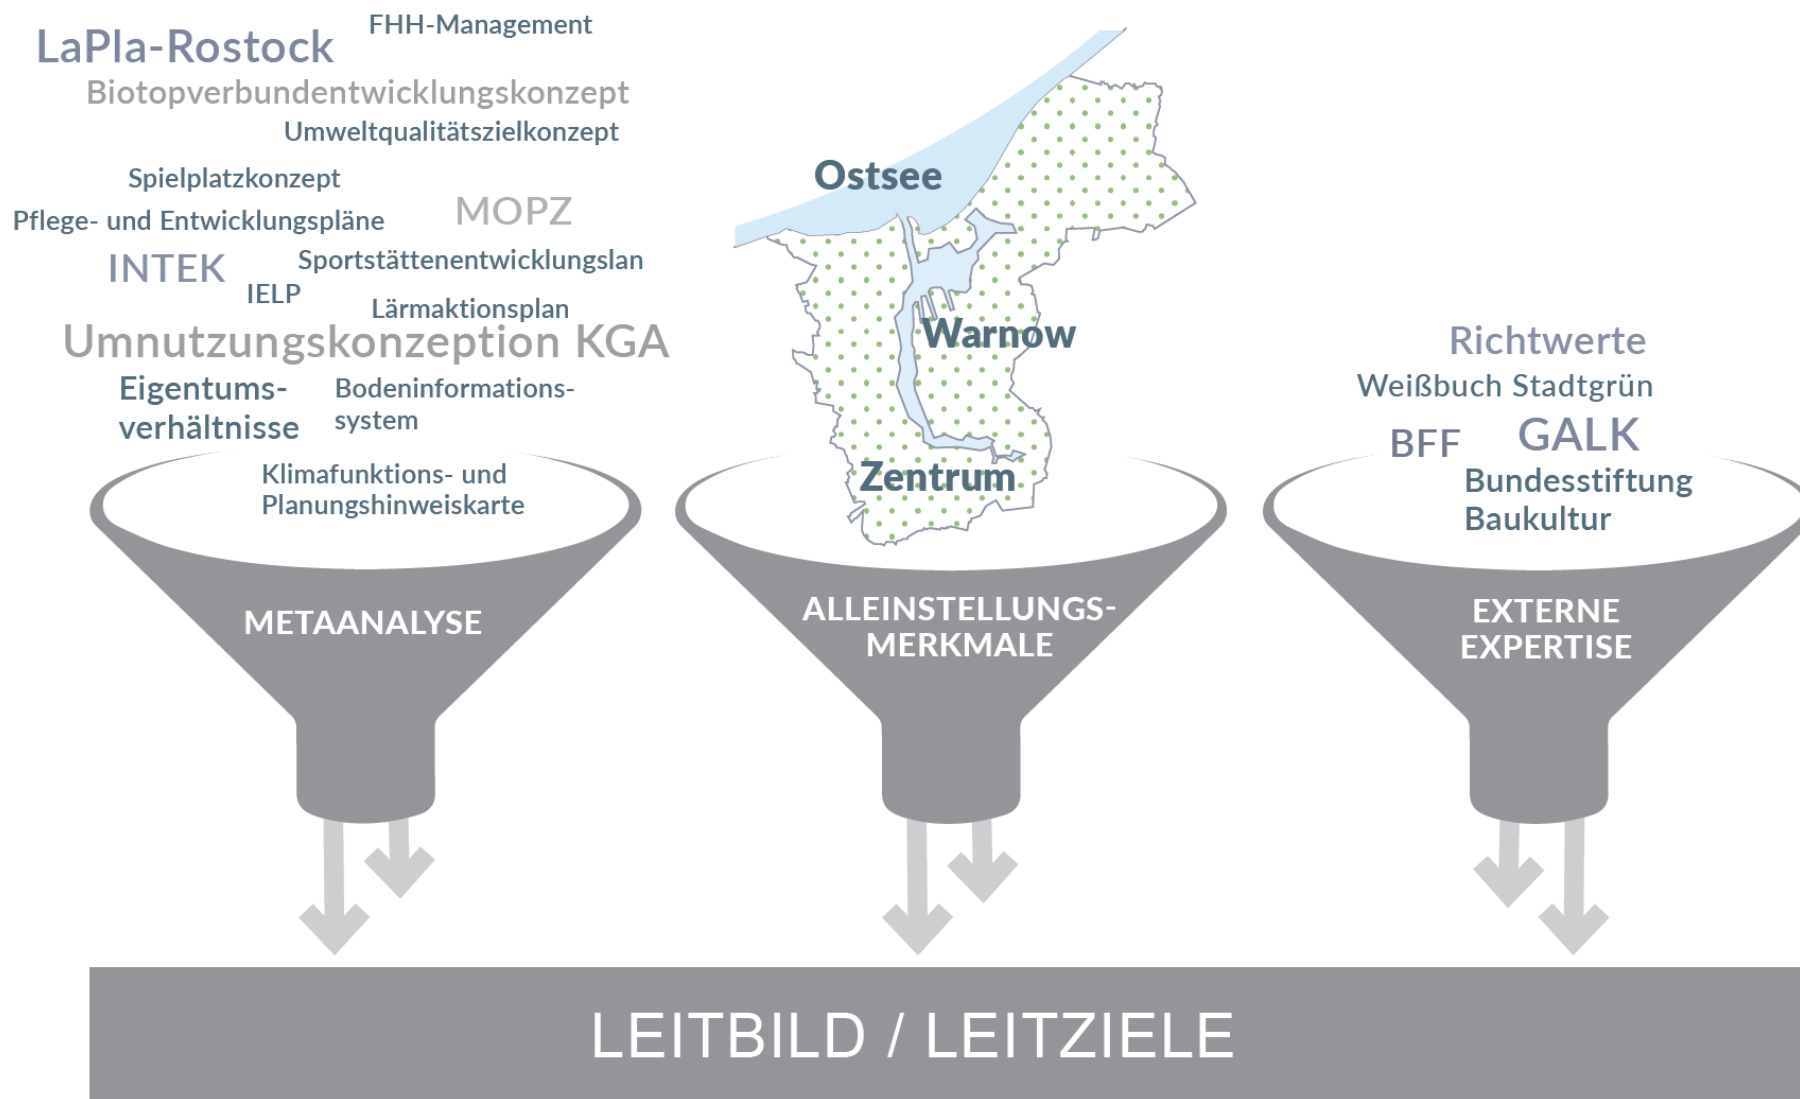 FHH-Management
LaPla-Rostock
Biotopverbundentwicklungskonzept
Umweltqualitätszielkonzept
Spielplatzkonzept
MOPZ
Pflege- und Entwicklungspläne
INTEK
Sportstättenentwicklungslan
IELP
Lärmaktionsplan
Umnutzungskonzeption KGA
Eigentums-
verhältnisse
Bodeninformations-
system
Klimafunktions- und
Planungshinweiskarte
METAANALYSE
Ostsee
Warnow
Zentrum
ALLEINSTELLUNGS-
MERKMALE
Richtwerte
Weißbuch Stadtgrün
BFF
GALK
Bundesstiftung
Baukultur
EXTERNE
EXPERTISE
LEITBILD / LEITZIELE